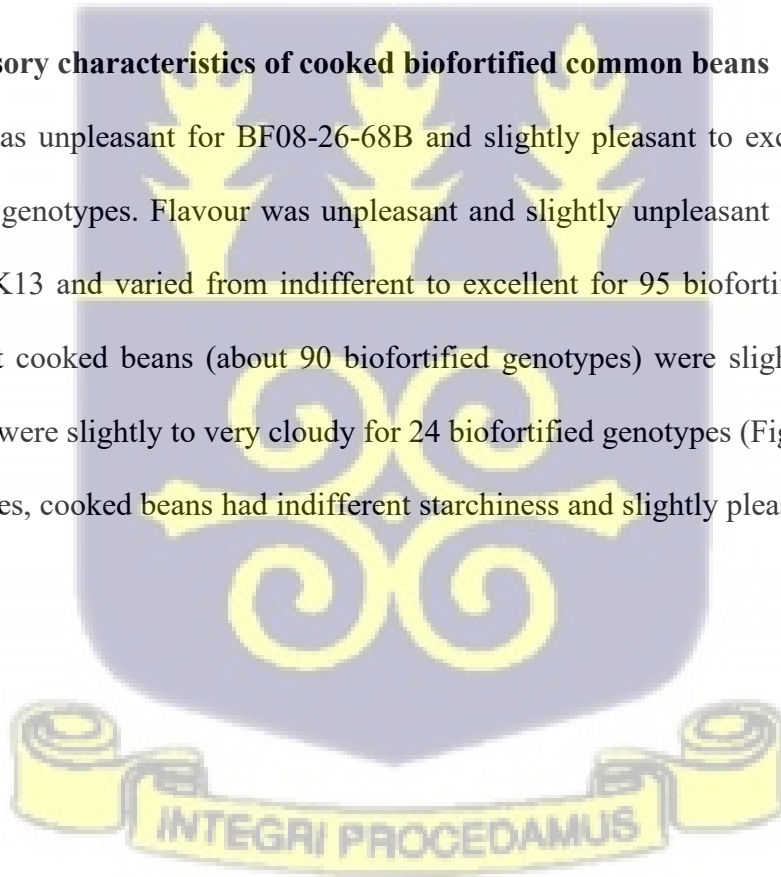 sory characteristics of cooked biofortified common beans
as unpleasant for BF08-26-68B and slightly pleasant to exc
genotypes. Flavour was unpleasant and slightly unpleasant
K13 and varied from indifferent to excellent for 95 biofortif
t cooked beans (about 90 biofortified genotypes) were sligh
were slightly to very cloudy for 24 biofortified genotypes (Fig
es, cooked beans had indifferent starchiness and slightly pleas
INTEGRI PROCEDAMUS